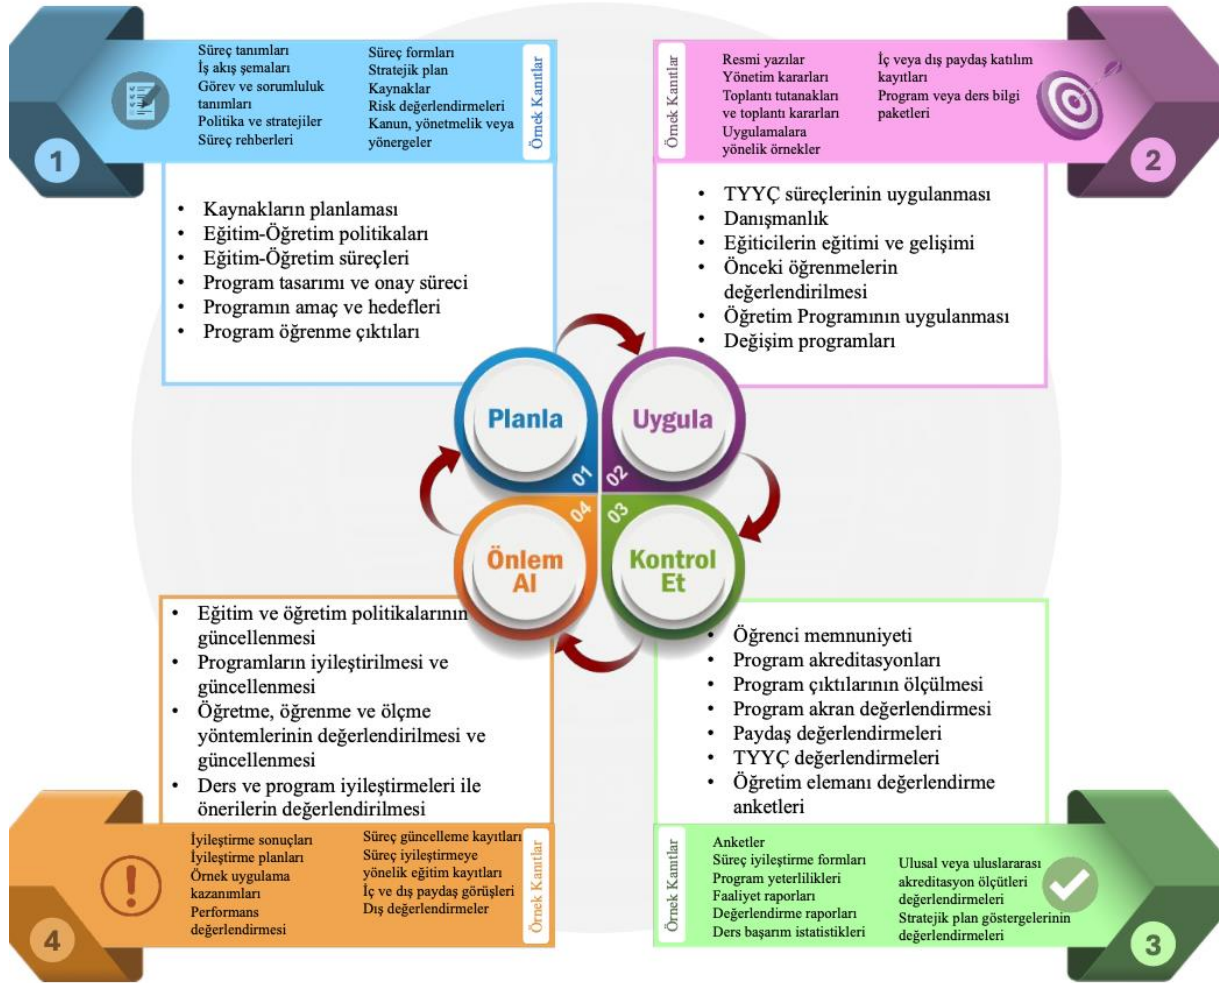 1
Süreç tanımları
İş akış şemaları
Görev ve sorumluluk
tanımları
Politika ve stratejiler
Süreç rehberleri
Süreç formları
Stratejik plan
Kaynaklar
Risk değerlendirmeleri
Kanun, yönetmelik veya
yönergeler
Örnek Kanıtlar
• Kaynakların planlaması
• Eğitim-Öğretim politikaları
• Eğitim-Öğretim süreçleri
• Program tasarımı ve onay süreci
• Programın amaç ve hedefleri
• Program öğrenme çıktıları
Örnek Kanıtlar
Resmi yazılar
Yönetim kararları
Toplantı tutanakları
ve toplantı kararları
Uygulamalara
yönelik örnekler
İç veya dış paydaş katılım
kayıtları
Program veya ders bilgi
paketleri
2
• TYYÇ süreçlerinin uygulanması
• Danışmanlık
• Eğiticilerin eğitimi ve gelişimi
• Önceki öğrenmelerin
değerlendirilmesi
• Öğretim Programının uygulanması
• Değişim programları
Planla
01
Uygula
02
Önlem
Al
04
Kontrol
Et
03
• Eğitim ve öğretim politikalarının
güncellenmesi
• Programların iyileştirilmesi ve
güncellenmesi
• Öğretme, öğrenme ve ölçme
yöntemlerinin değerlendirilmesi ve
güncellenmesi
• Ders ve program iyileştirmeleri ile
önerilerin değerlendirilmesi
• Öğrenci memnuniyeti
• Program akreditasyonları
• Program çıktılarının ölçülmesi
• Program akran değerlendirmesi
• Paydaş değerlendirmeleri
• TYYÇ değerlendirmeleri
• Öğretim elemanı değerlendirme
anketleri
4
İyileştirme sonuçları
İyileştirme planları
Örnek uygulama
kazanımları
Performans
değerlendirmesi
Süreç güncelleme kayıtları
Süreç iyileştirmeye
yönelik eğitim kayıtları
İç ve dış paydaş görüşleri
Dış değerlendirmeler
Örnek Kanıtlar
Örnek Kanıtlar
Anketler
Süreç iyileştirme formları
Program yeterlilikleri
Faaliyet raporları
Değerlendirme raporları
Ders başarım istatistikleri
Ulusal veya uluslararası
akreditasyon ölçütleri
değerlendirmeleri
Stratejik plan göstergelerinin
değerlendirmeleri
3